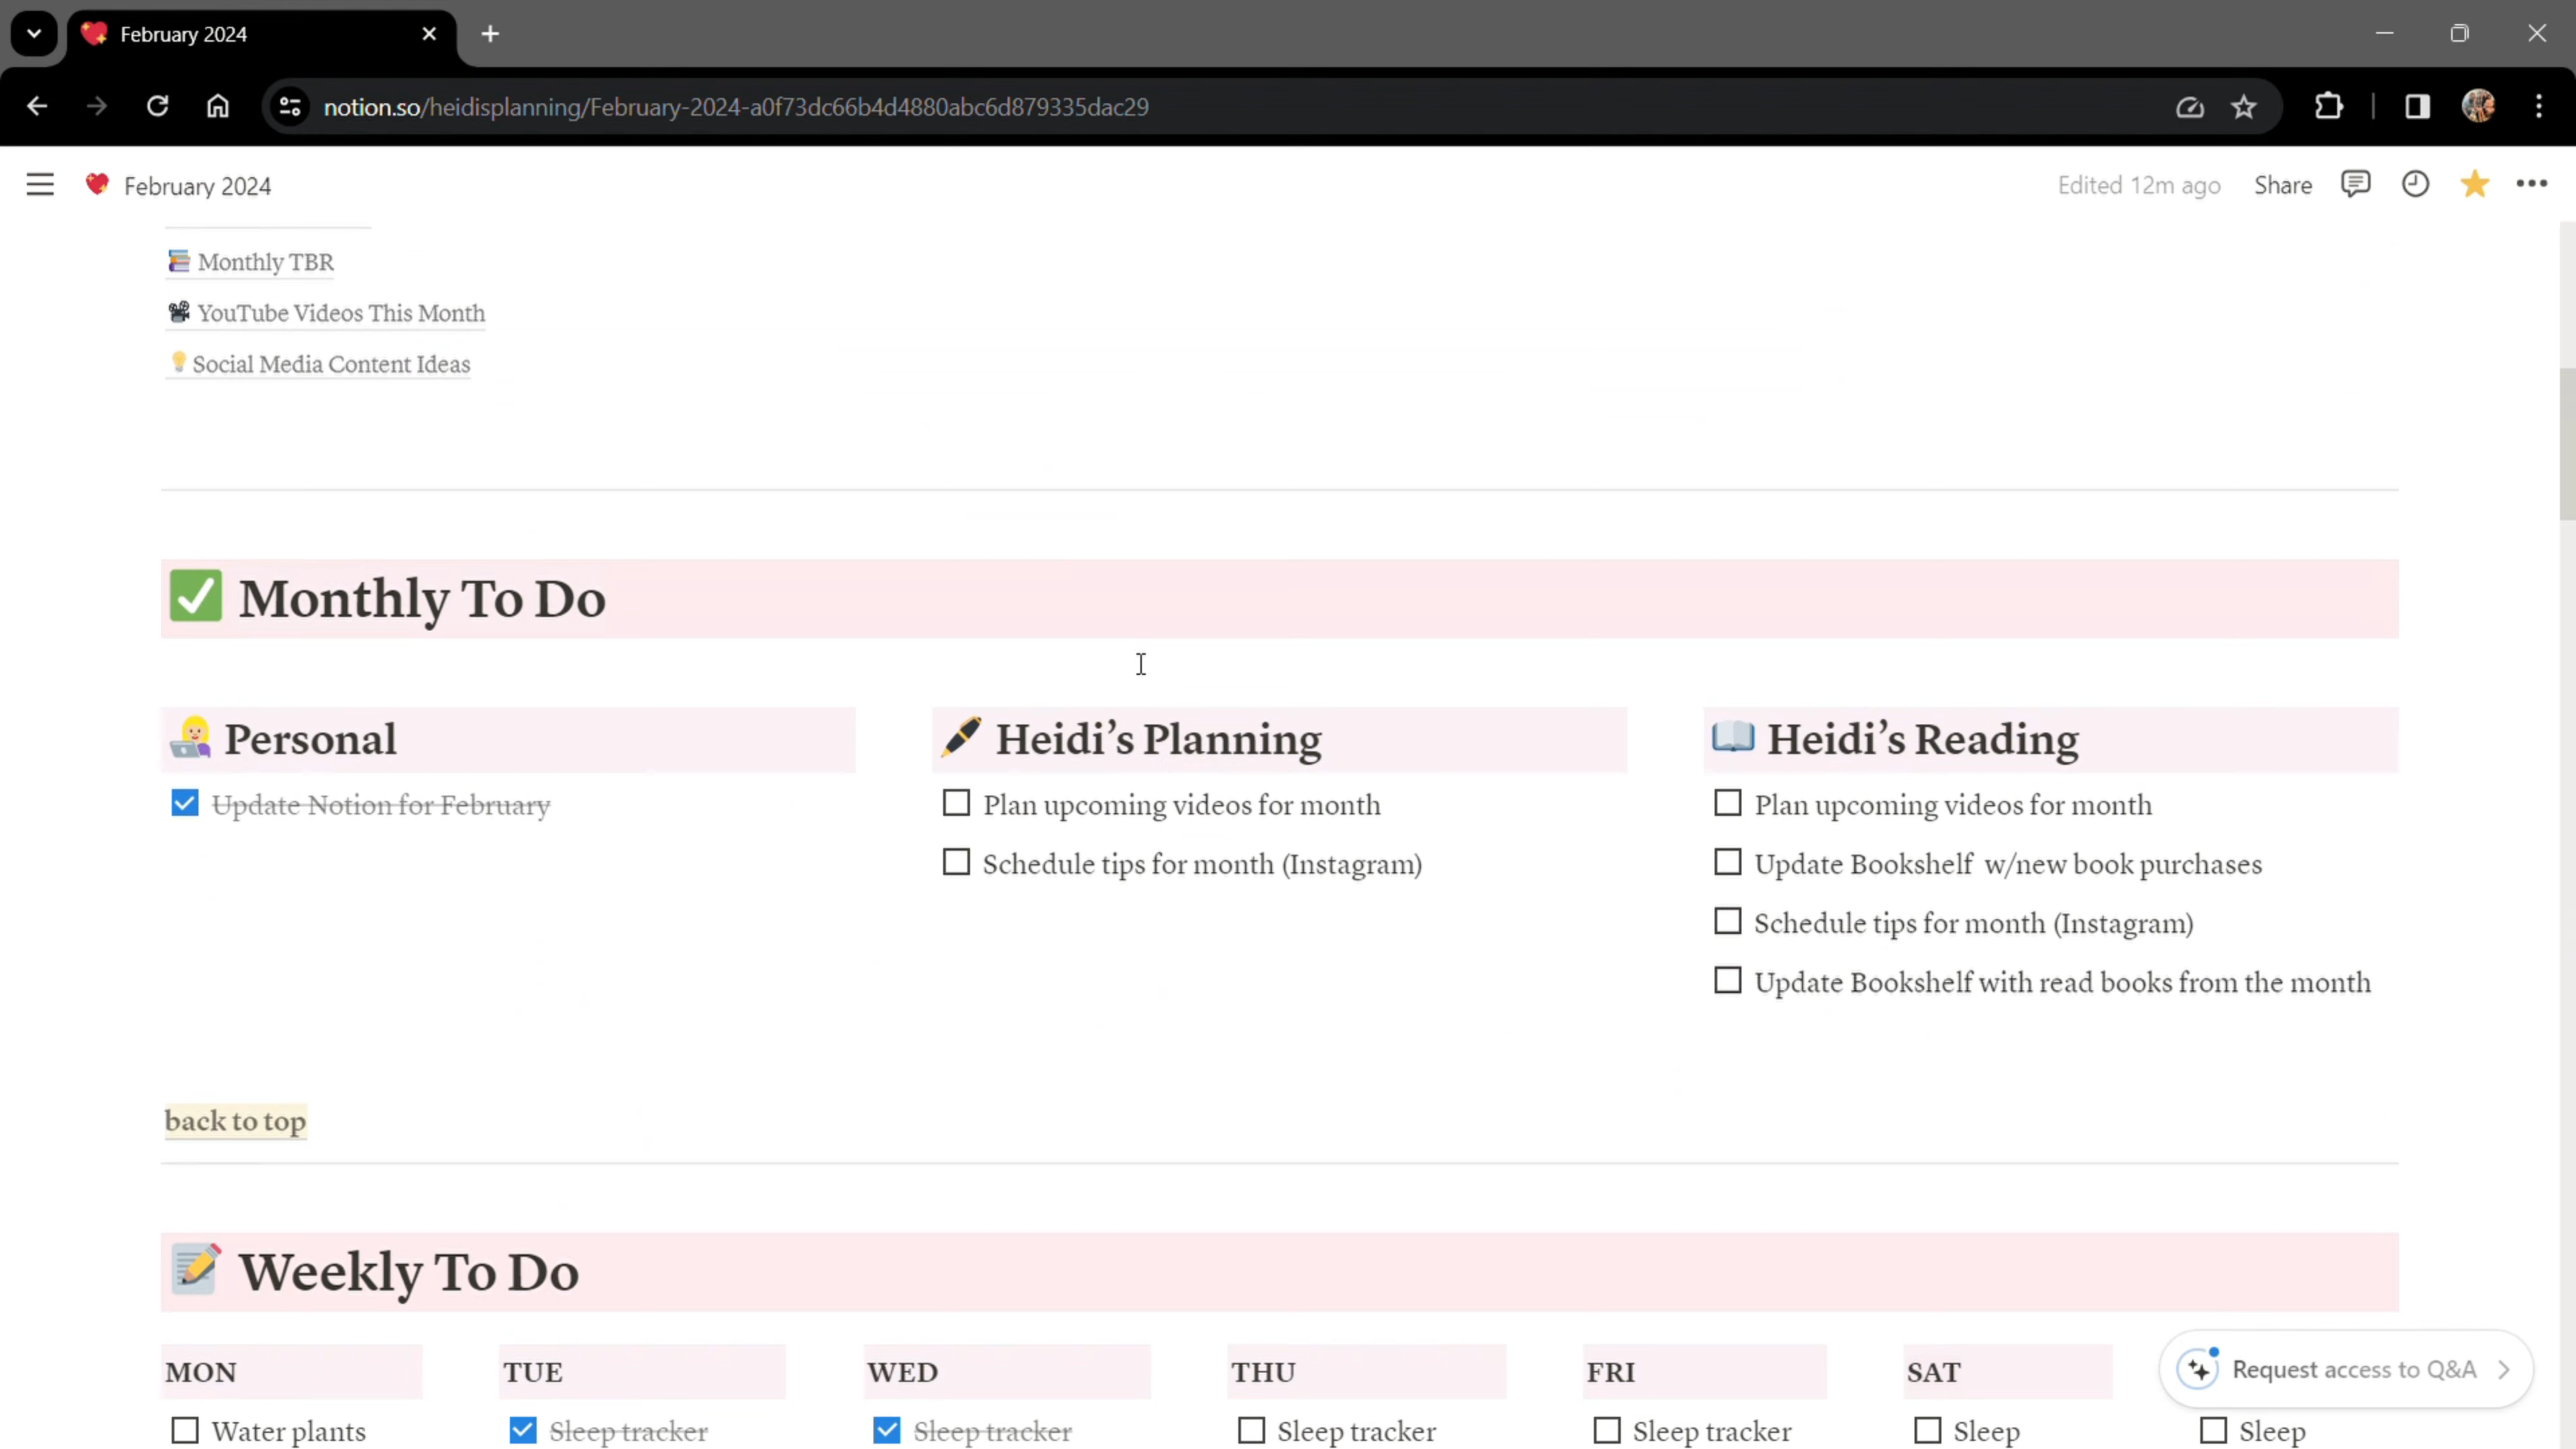 February 2024
notion.so/heidisplanning/February-2024-a0f73dc66b4d4880abc6d879335dac29
February 2024
Edited 12m ago
Share
Monthly TBR
YouTube Videos This Month
Social Media Content Ideas
Monthly To Do
Personal
Update Notion for February
Heidi’s Planning
Plan upcoming videos for month
Schedule tips for month (Instagram)
Heidi’s Reading
Plan upcoming videos for month
Update Bookshelf w/new book purchases
Schedule tips for month (Instagram)
Update Bookshelf with read books from the month
back to top
Weekly To Do
MON
Water plants
TUE
Sleep tracker
WED
Sleep tracker
THU
Sleep tracker
FRI
Sleep tracker
SAT
Sleep
Sleep
Request access to Q&A